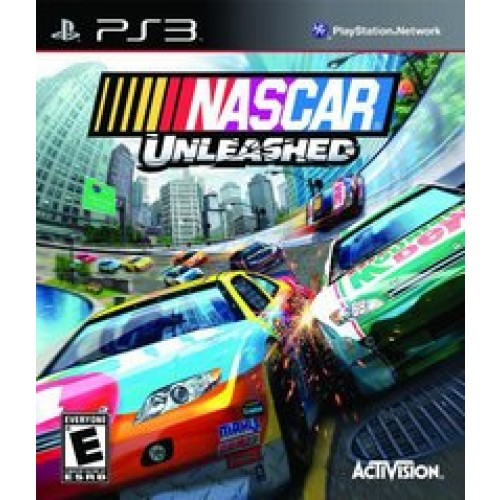 PS3
PlayStation®Network
NASCAR
UNLEASHED
EVERYONE
E
ESRB
ACTIVISION